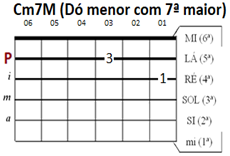 Cm7M (Dó menor com 7ª maior)
06 05 04 03 02 01
MI (6ª)
P 3 LÀ (5ª)
i 1 RÉ (4ª)
m SOL (3ª)
a SI (2ª)
mi (1ª)